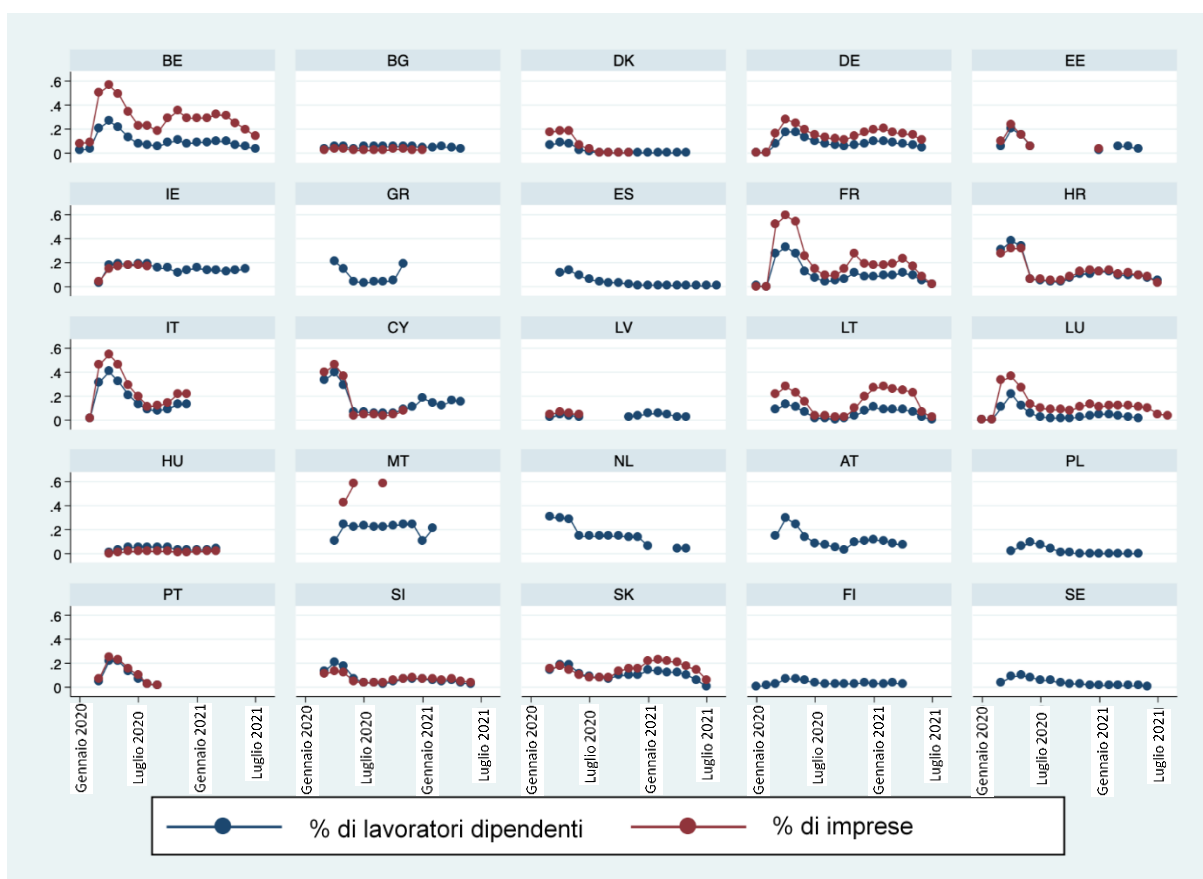 BE BG DK DE EE
.6
.4
.2
0
IE GR ES FR HR
.6
.4
.2
0
IT CY LV LT LU
.6
.4
.2
0
HU MT NL AT PL
.6
.4
.2
0
PT SI SK FI SE
.6
.4
.2
0
Gennaio 2020 Luglio 2020 Gennaio 2021 Luglio 2021 Gennaio 2020 Luglio 2020 Gennaio 2021 Luglio 2021 Gennaio 2020 Luglio 2020 Gennaio 2021 Luglio 2021 Gennaio 2020 Luglio 2020 Gennaio 2021 Luglio 2021 Gennaio 2020 Luglio 2020 Gennaio 2021 Luglio 2021
% di lavoratori dipendenti % di imprese